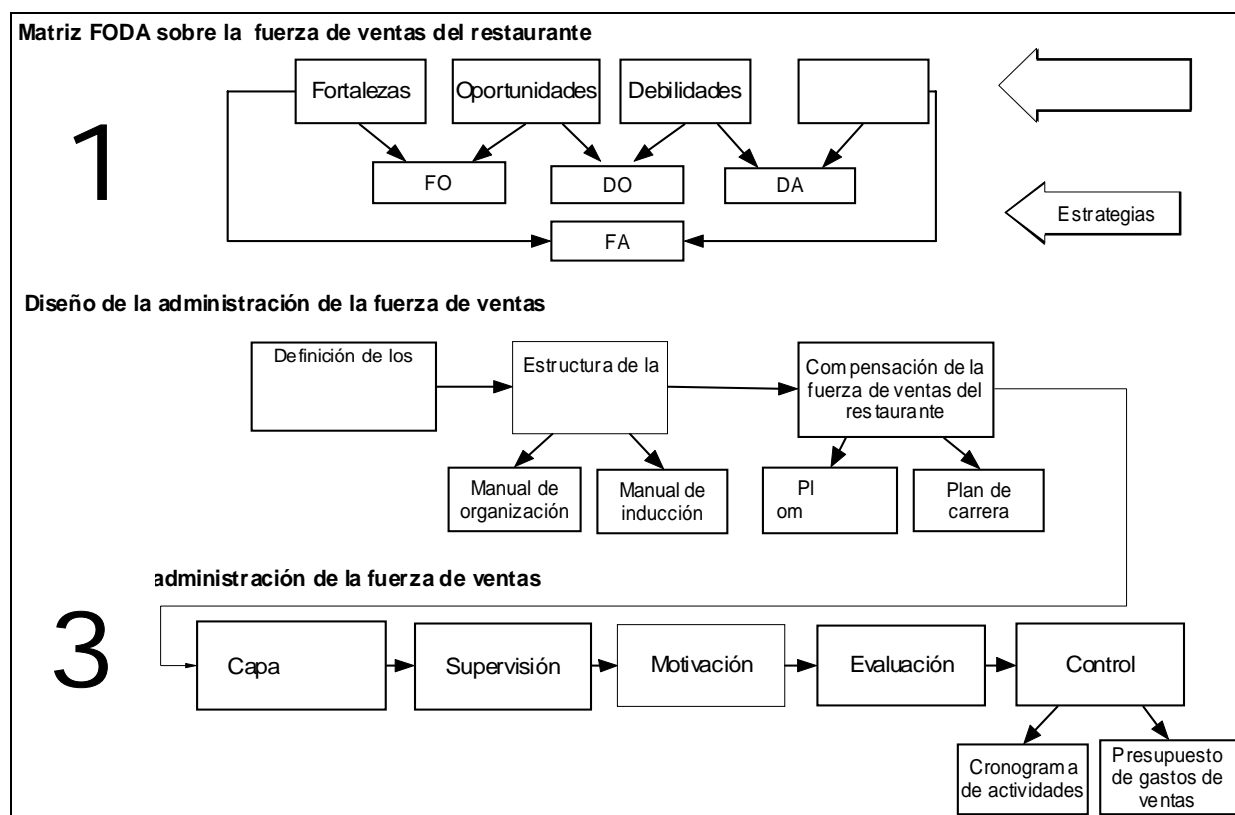 Matriz FODA sobre la fuerza de ventas del restaurante
1
Fortalezas
Oportunidades
Debilidades
FO
DO
DA
FA
Estrategias
Diseño de la administración de la fuerza de ventas
Definición de los
Estructura de la
Compensación de la
fuerza de ventas del
restaurante
Manual de
organización
Manual de
inducción
Pl
om
Plan de
carrera
administración de la fuerza de ventas
3
Capa
Supervisión
Motivación
Evaluación
Control
Cronograma
de actividades
Presupuesto
de gastos de
ventas